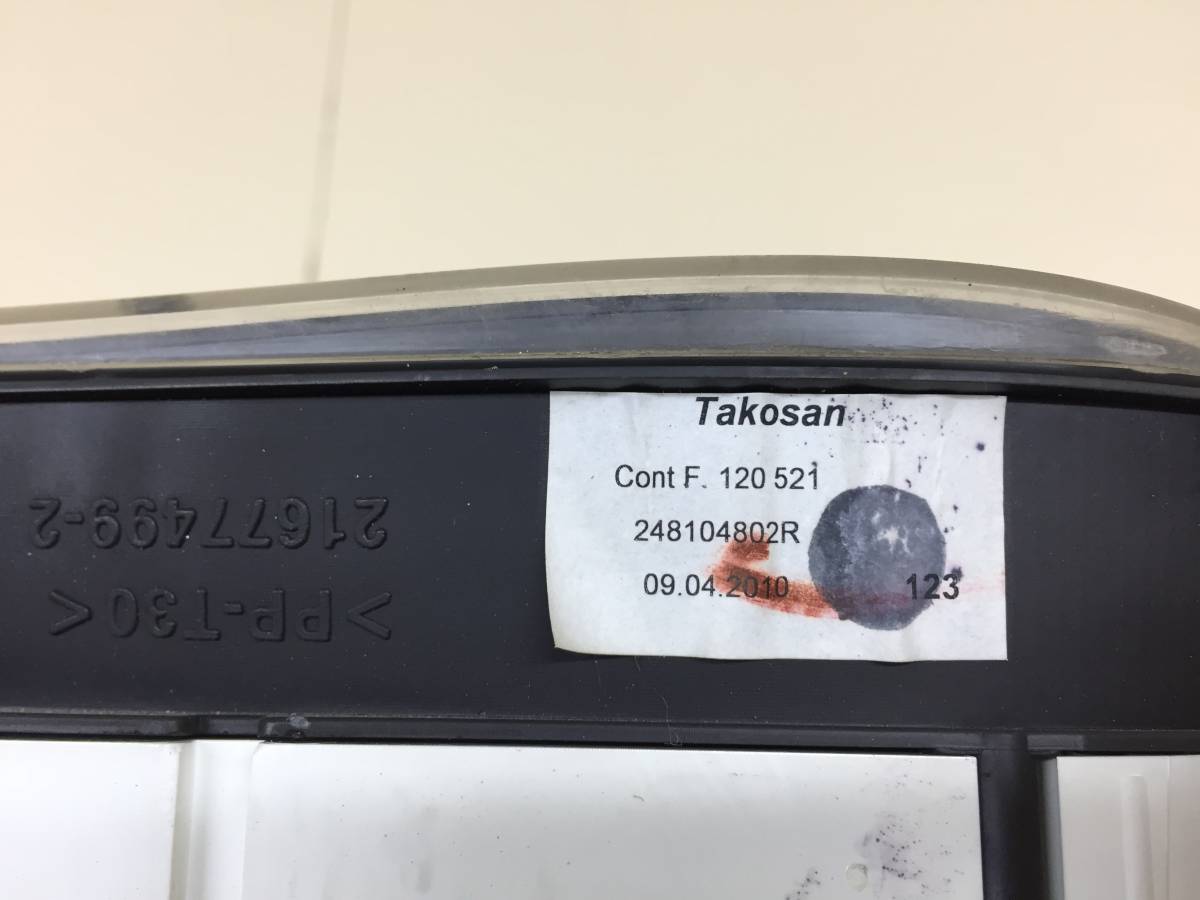 Takosan
Cont F. 120 521
248104802R
09.04.2010 123
21677499-2
>PP-T30<